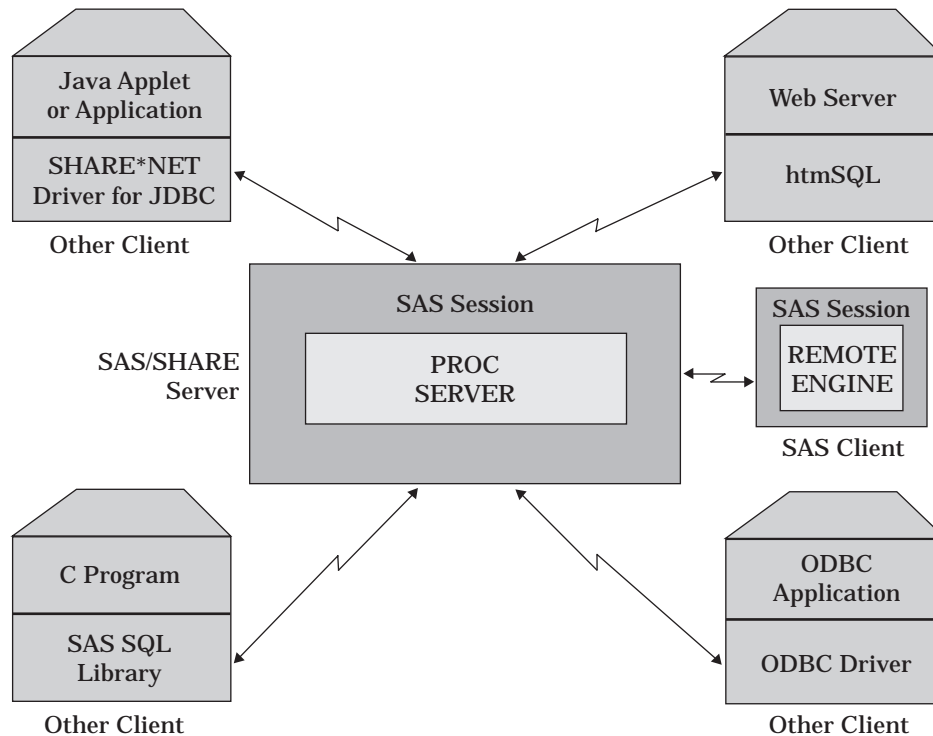 Java Applet
or Application
SHARE*NET
Driver for JDBC
Other Client
Web Server
htmSQL
Other Client
SAS/SHARE
Server
SAS Session
PROC
SERVER
SAS Session
REMOTE
ENGINE
SAS Client
C Program
SAS SQL
Library
Other Client
ODBC
Application
ODBC Driver
Other Client